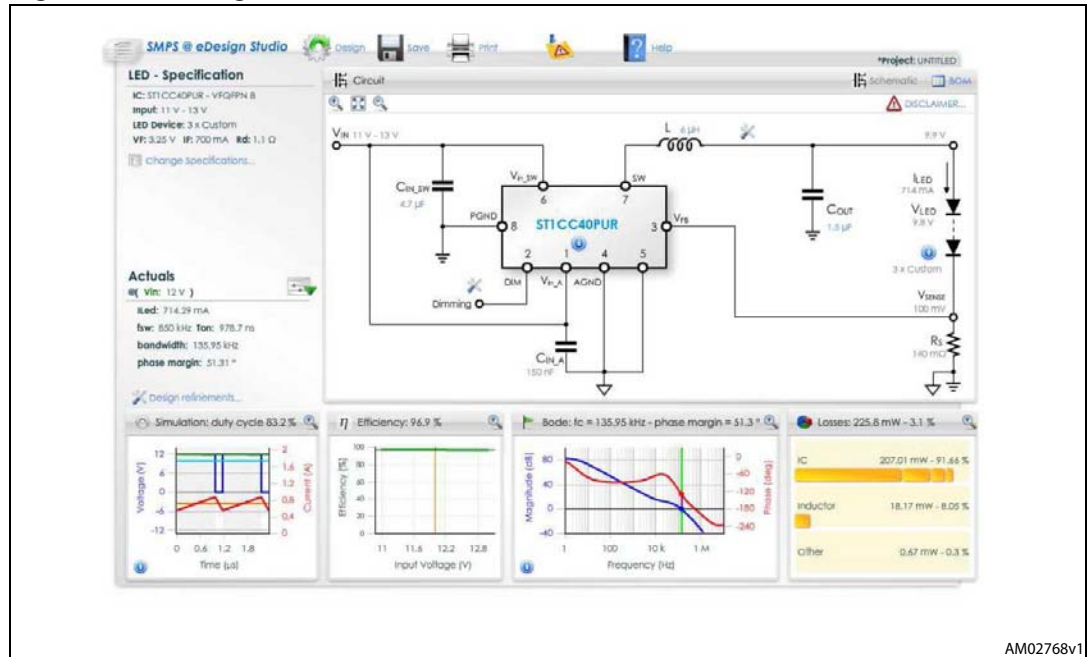 SMPS @ eDesign Studio
Design
Save
Print
Help
*Project: UNTITLED
LED - Specification
IC: ST1CC40PUR - VFQFPN 8
Input: 11 V - 13 V
LED Device: 3 x Custom
VF: 3.25 V IF: 700 mA Rd: 1.1 Ω
Change Specifications...
Circuit
Schematic
BOM
DISCLAIMER...
VIN 11 V - 13 V
L 6 µH
9.9 V
CIN_SW
4.7 µF
Vin_SW
6
SW
7
PGND
8
ST1CC40PUR
3
VFB
2
1
4
5
DIM
Vin_A
AGND
Dimming
CIN_A
150 nF
COUT
1.5 µF
ILED
714 mA
VLED
9.8 V
3 x Custom
VSENSE
100 mV
RS
140 mΩ
Actuals
@( Vin: 12 V )
ILed: 714.29 mA
fsw: 850 kHz Ton: 978.7 ns
bandwidth: 135.95 kHz
phase margin: 51.31 °
Design refinements...
Simulation: duty cycle 83.2 %
Voltage (V)
12
6
0
-6
-12
2
1.6
1.2
0.8
0.4
0
Current (A)
0 0.6 1.2 1.8
Time (µs)
η Efficiency: 96.9 %
Efficiency (%)
100
80
60
40
20
0
11 11.6 12.2 12.8
Input Voltage (V)
Bode: fc = 135.95 kHz - phase margin = 51.3 °
Magnitude (dB)
80
40
0
-40
0
-60
-120
-180
-240
Phase (deg)
1 100 10 k 1 M
Frequency (Hz)
Losses: 225.8 mW - 3.1 %
IC 207.01 mW - 91.66 %
Inductor 18.17 mW - 8.05 %
Other 0.67 mW - 0.3 %
AM02768v1